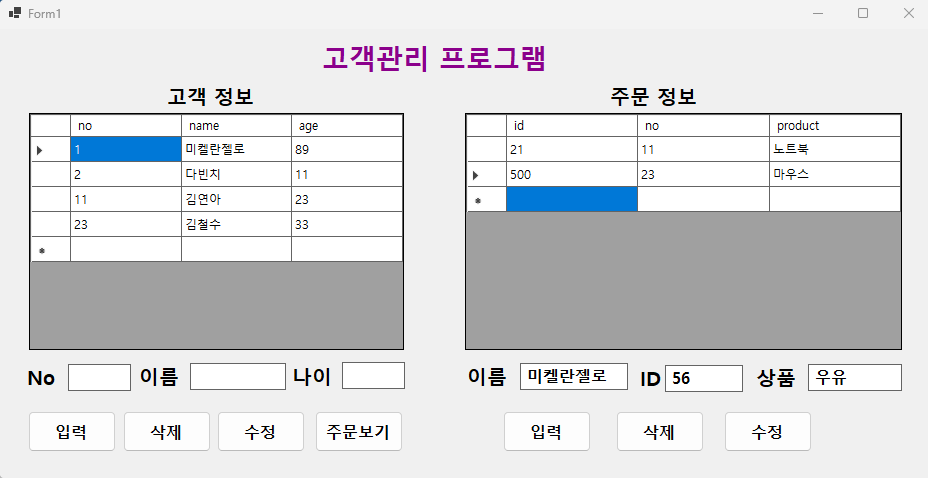 Form1
고객관리 프로그램
고객 정보
no name age
1 미켈란젤로 89
2 다빈치 11
11 김연아 23
23 김철수 33
No 이름 나이
입력 삭제 수정 주문보기
주문 정보
id no product
21 11 노트북
500 23 마우스
이름 미켈란젤로 ID 56 상품 우유
입력 삭제 수정